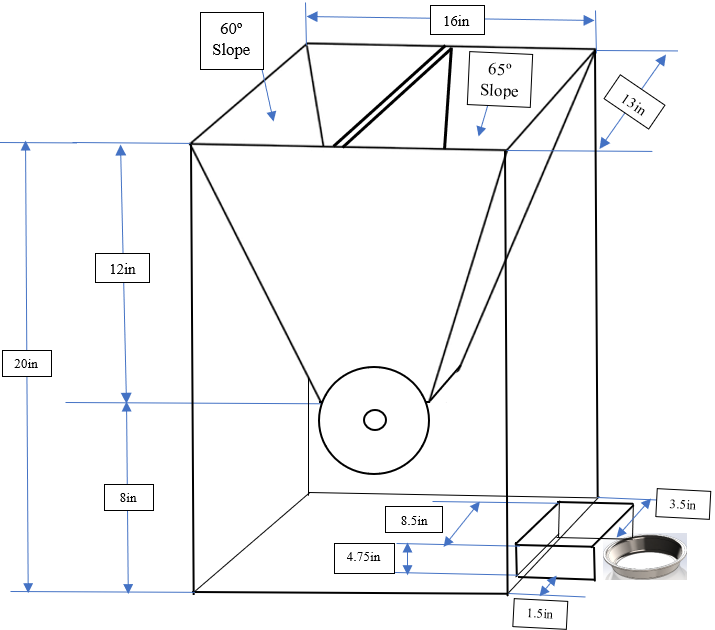 16in
60º
Slope
65º
Slope
13in
12in
20in
8in
3.5in
8.5in
4.75in
1.5in